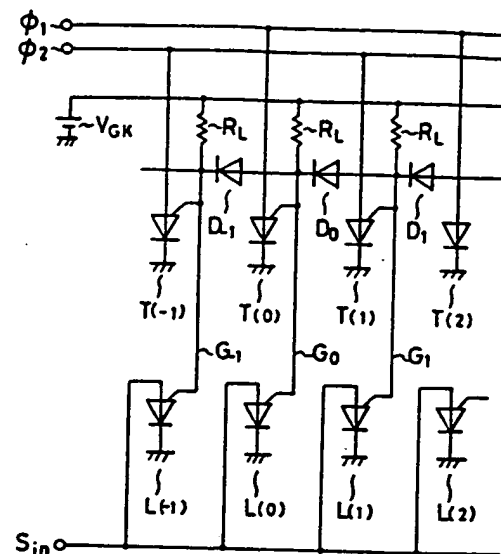 ϕ1
ϕ2
VGK
RL RL RL
D-1 D0 D1
T(-1) T(0) T(1) T(2)
G-1 G0 G1
L(-1) L(0) L(1) L(2)
Sin